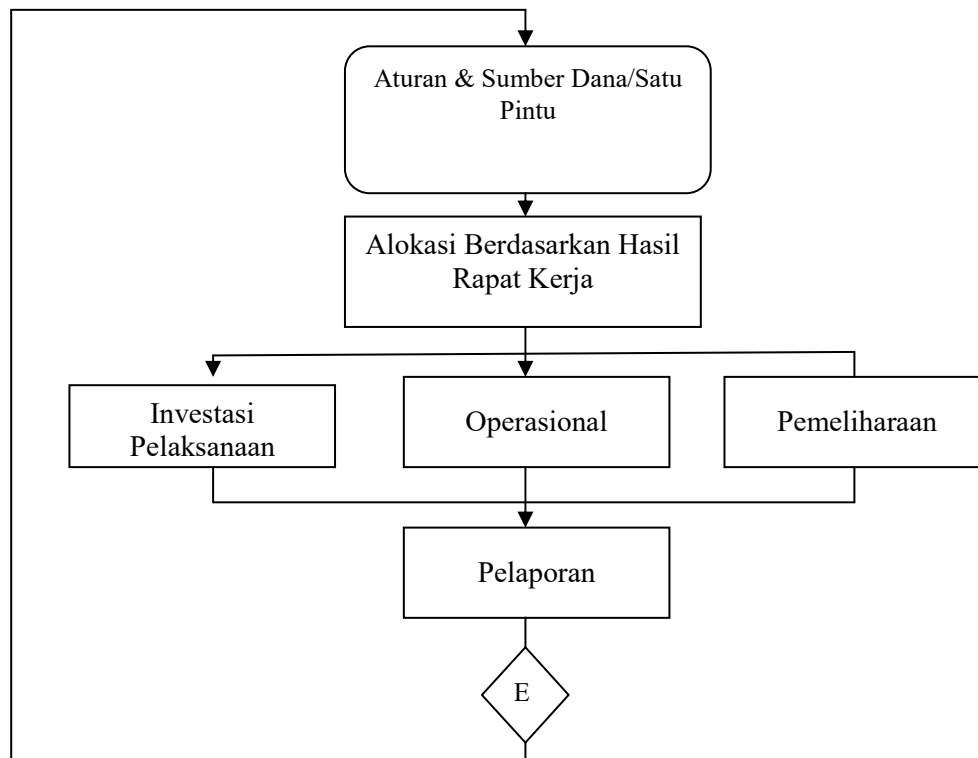 Aturan & Sumber Dana/Satu
Pintu
Alokasi Berdasarkan Hasil
Rapat Kerja
Investasi
Pelaksanaan
Operasional
Pemeliharaan
Pelaporan
E